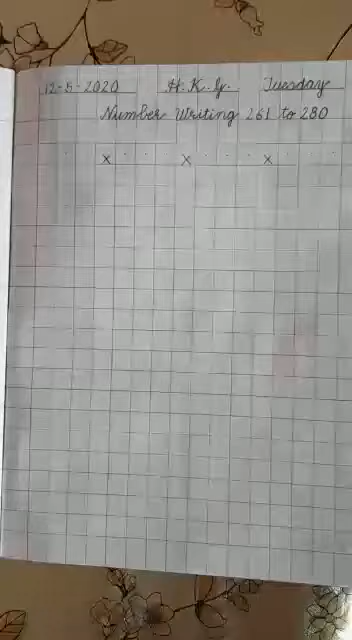 12-5-2020 H.K.G. Tuesday
Number Writing 261 to 280
x x x